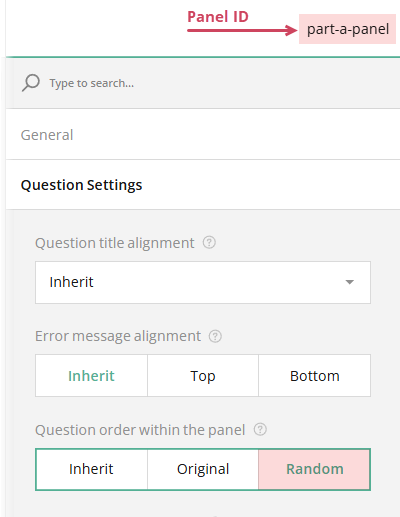 Panel ID
part-a-panel
Type to search...
General
Question Settings
Question title alignment ?
Inherit
Error message alignment ?
Inherit Top Bottom
Question order within the panel ?
Inherit Original Random